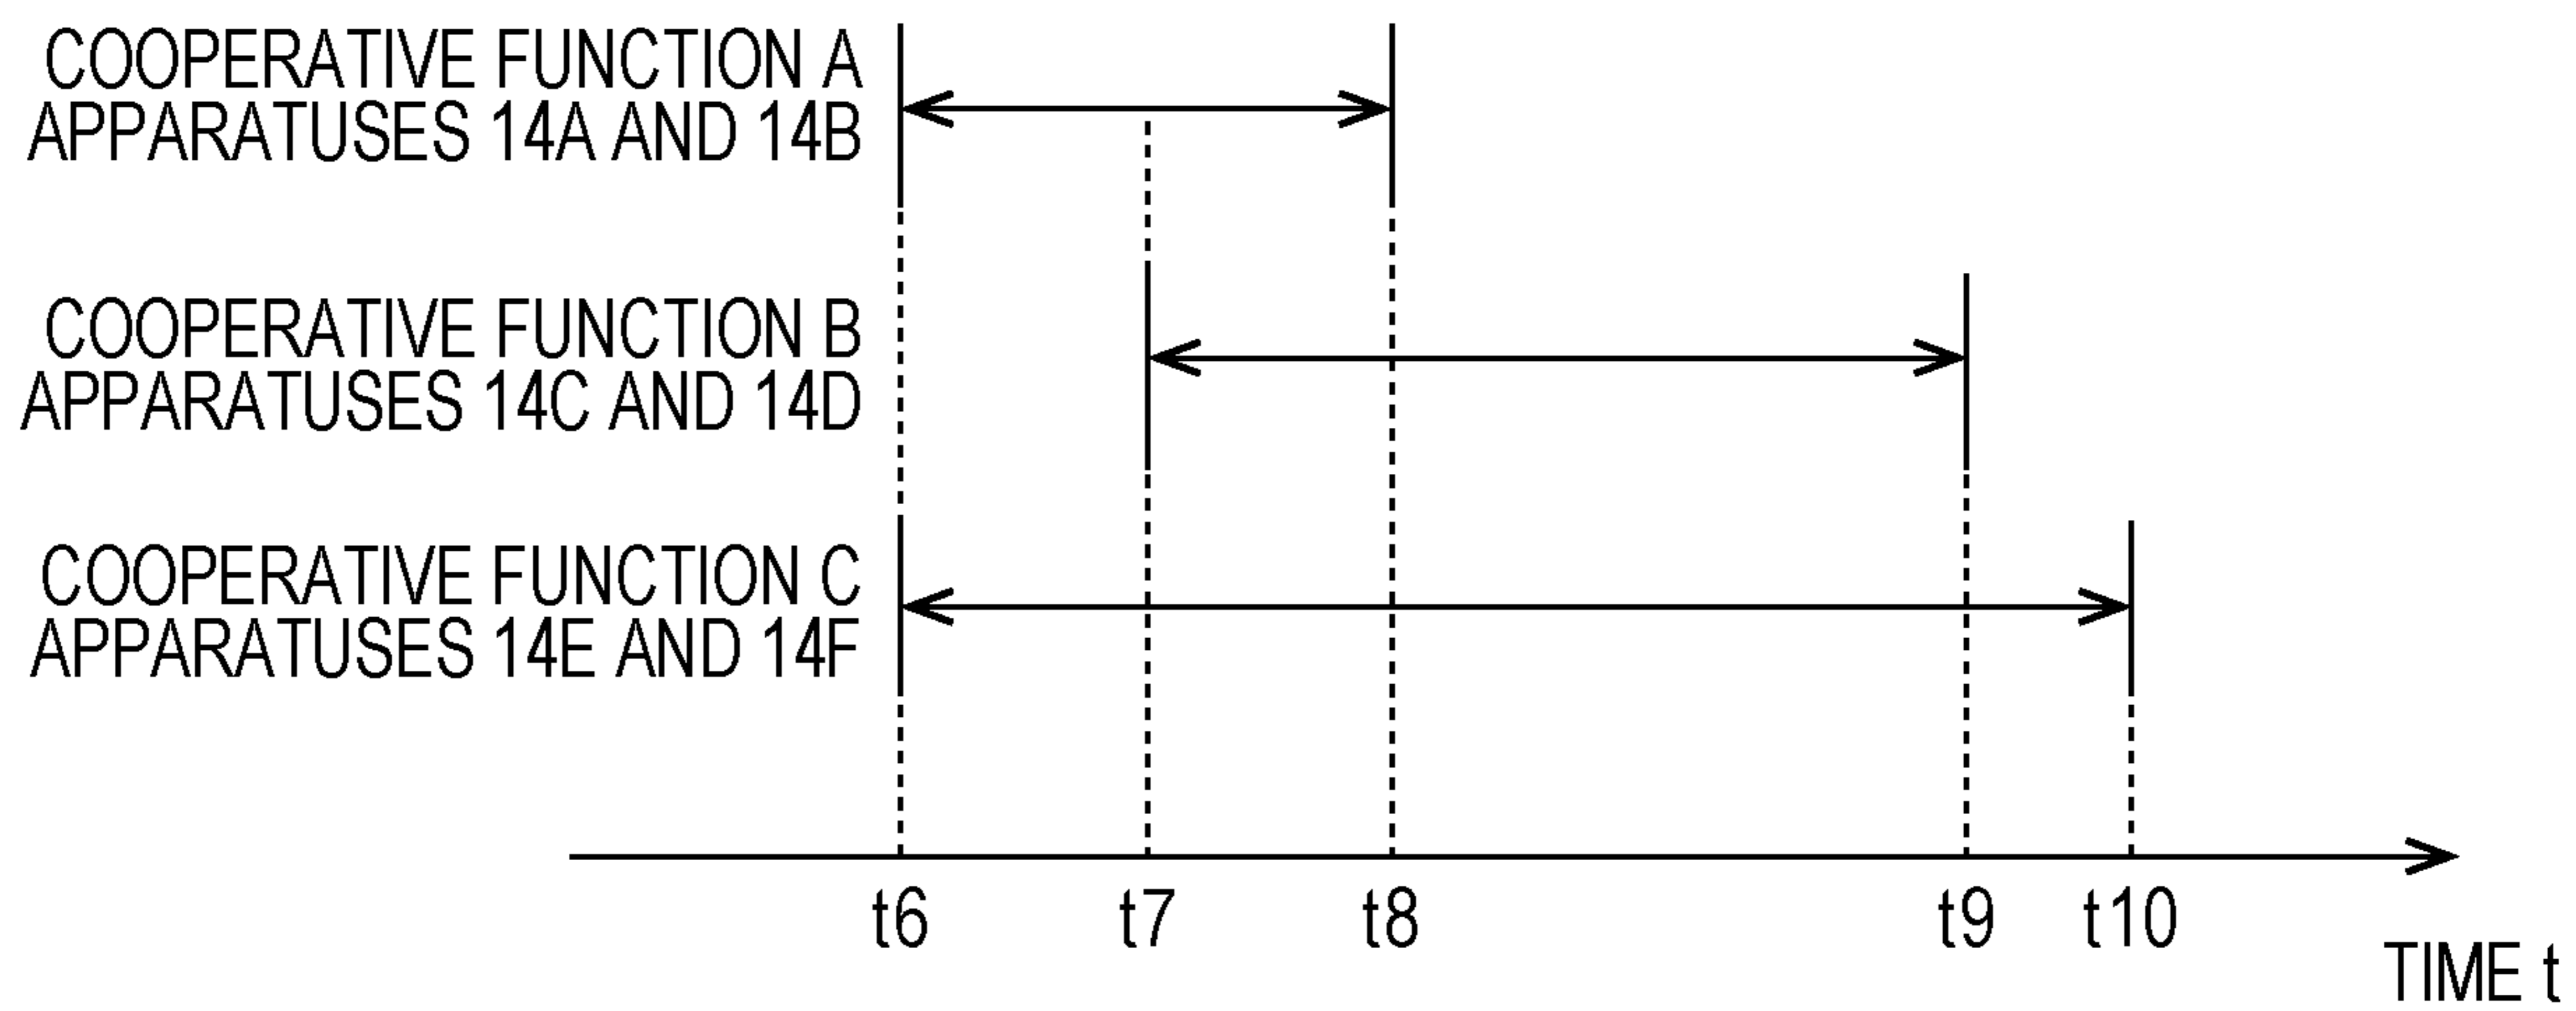 COOPERATIVE FUNCTION A
APPARATUSES 14A AND 14B
COOPERATIVE FUNCTION B
APPARATUSES 14C AND 14D
COOPERATIVE FUNCTION C
APPARATUSES 14E AND 14F
t6 t7 t8 t9 t10
TIME t